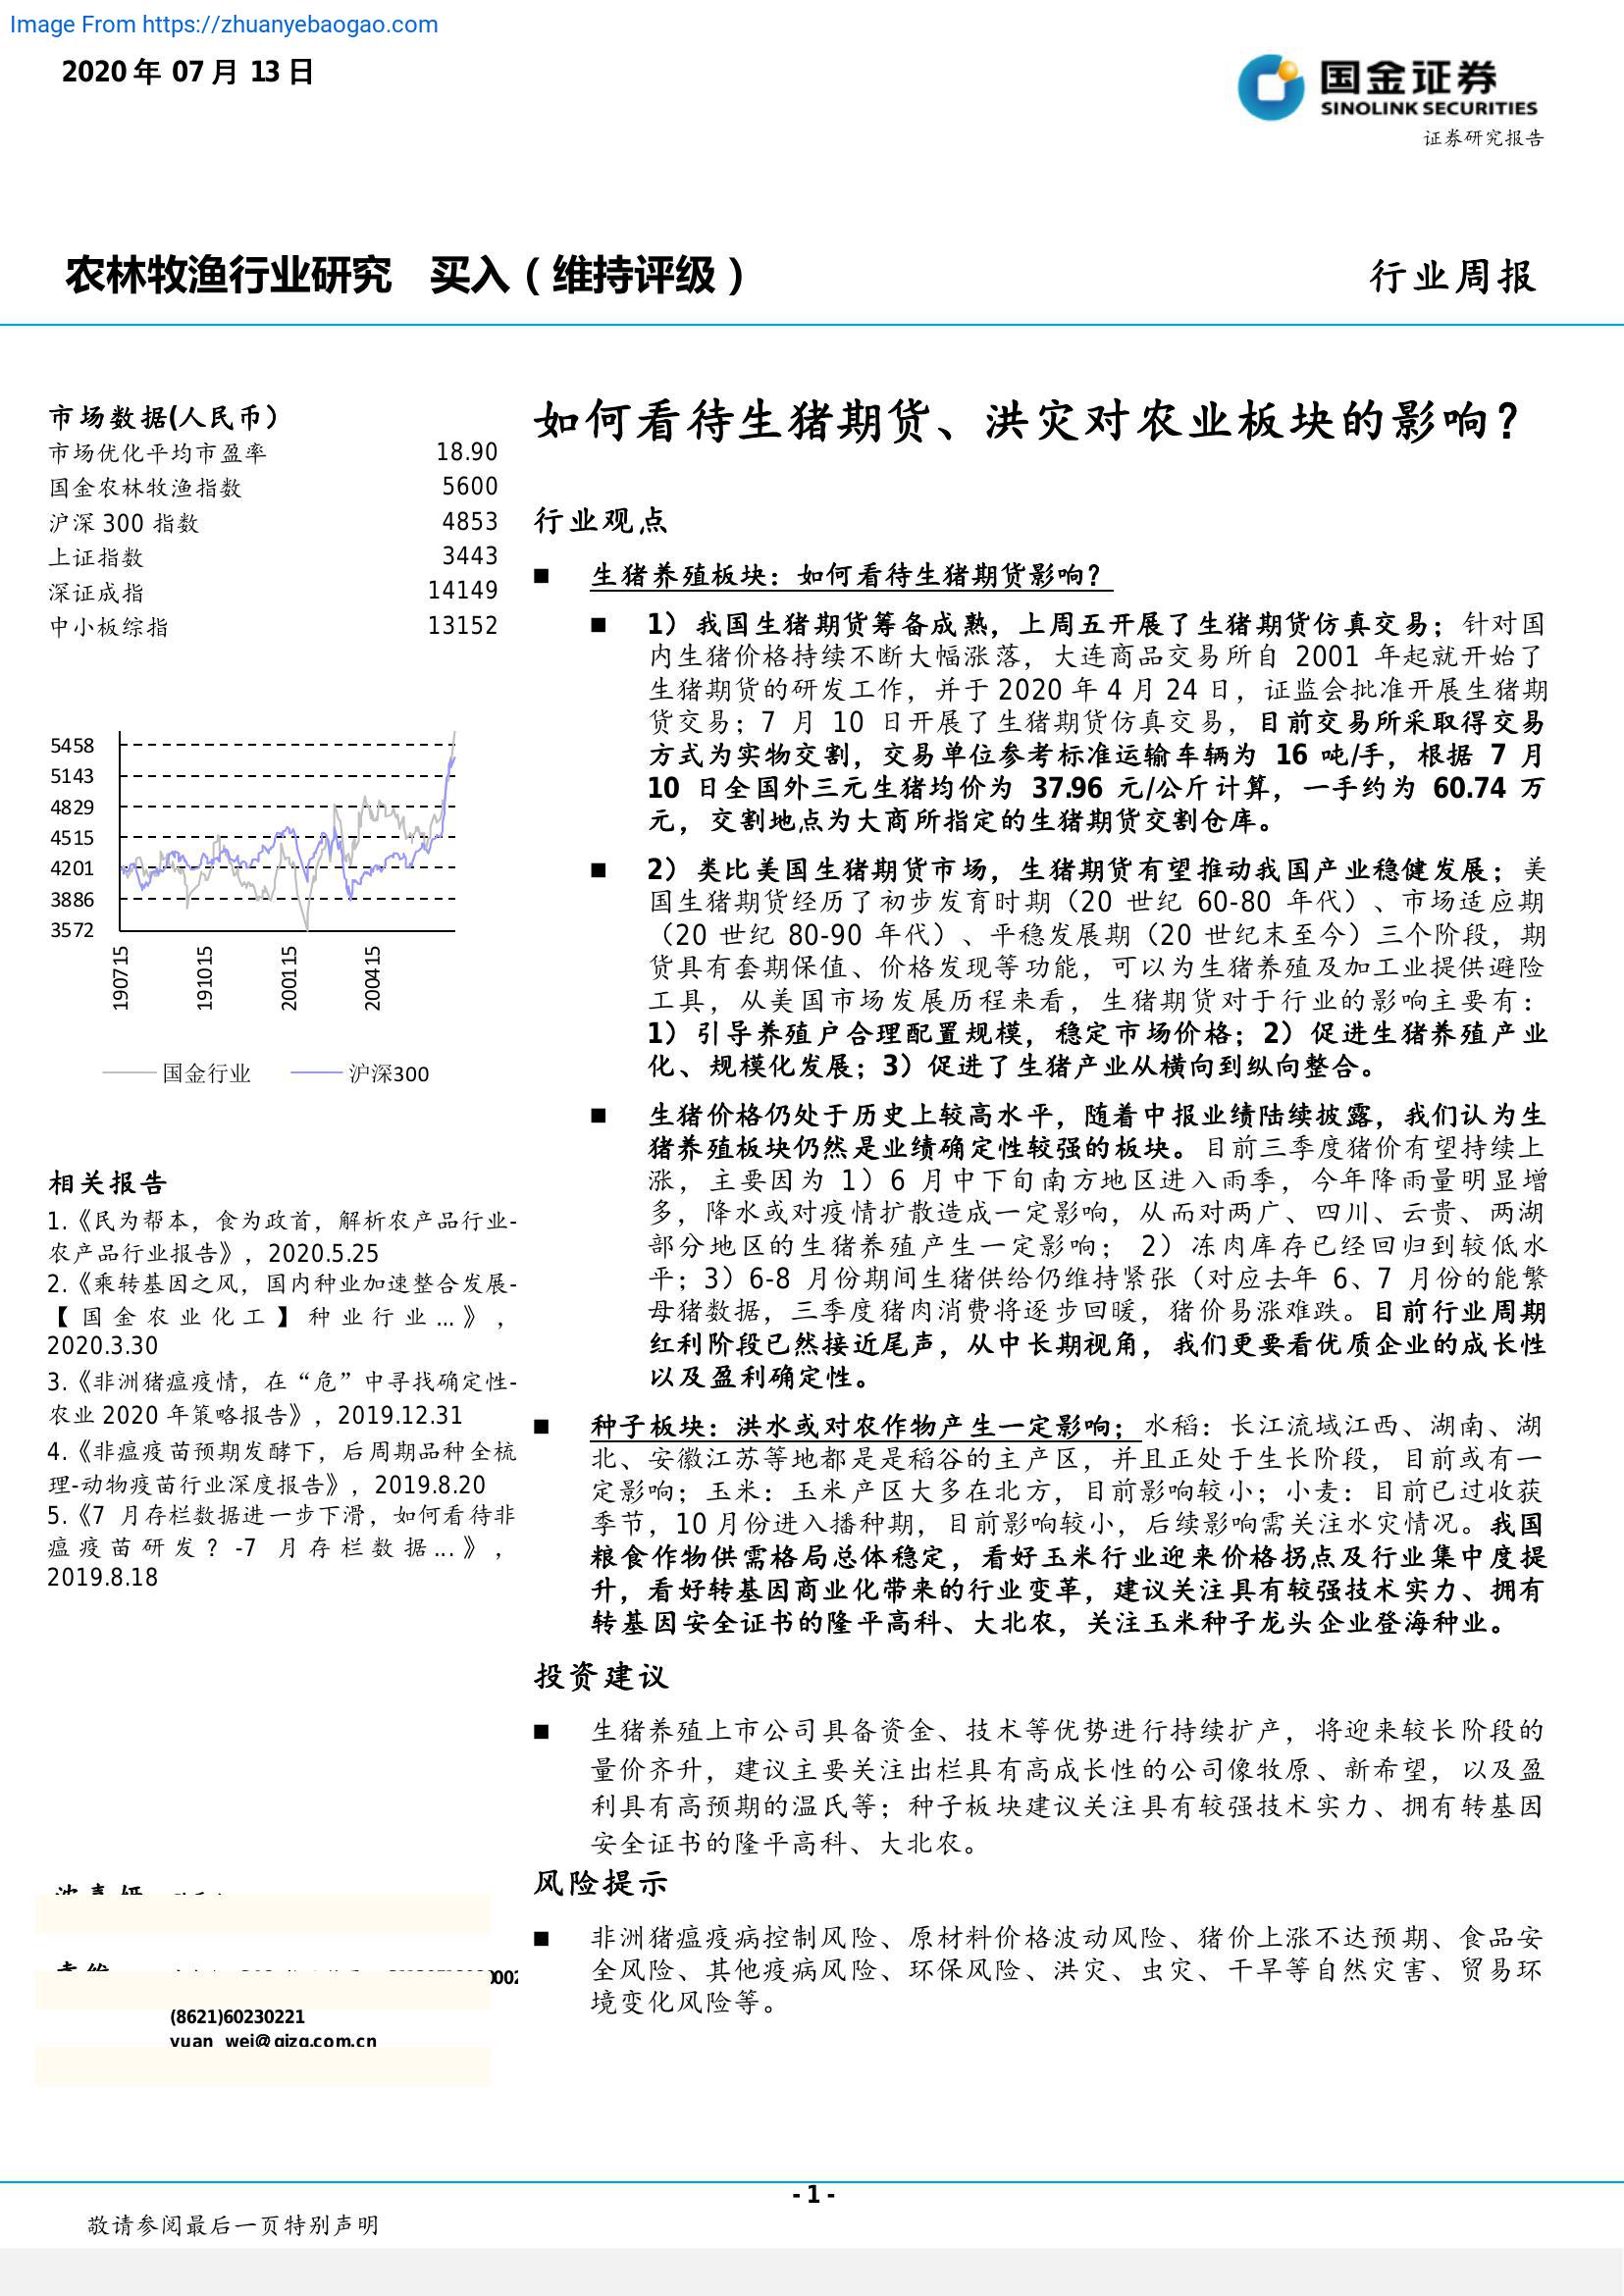 Image From https://zhuanyebaogao.com
2020 年 07 月 13 日
国金证券
SINOLINK SECURITIES
证券研究报告
农林牧渔行业研究 买入（维持评级）
行业周报
市场数据(人民币）
市场优化平均市盈率 18.90
国金农林牧渔指数 5600
沪深 300 指数 4853
上证指数 3443
深证成指 14149
中小板综指 13152
5458
5143
4829
4515
4201
3886
3572
190715
191015
200115
200415
国金行业 沪深300
相关报告
1.《民为帮本，食为政首，解析农产品行业-
农产品行业报告》，2020.5.25
2.《乘转基因之风，国内种业加速整合发展-
【国金农业化工】种业行业...》，
2020.3.30
3.《非洲猪瘟疫情，在“危”中寻找确定性-
农业 2020 年策略报告》，2019.12.31
4.《非瘟疫苗预期发酵下，后周期品种全梳
理-动物疫苗行业深度报告》，2019.8.20
5.《7 月存栏数据进一步下滑，如何看待非
瘟疫苗研发？-7 月存栏数据...》，
2019.8.18
(8621)60230221
yuan_wei@gjzq.com.cn
如何看待生猪期货、洪灾对农业板块的影响？
行业观点
■ 生猪养殖板块：如何看待生猪期货影响？
■ 1）我国生猪期货筹备成熟，上周五开展了生猪期货仿真交易；针对国
内生猪价格持续不断大幅涨落，大连商品交易所自 2001 年起就开始了
生猪期货的研发工作，并于 2020 年 4 月 24 日，证监会批准开展生猪期
货交易；7 月 10 日开展了生猪期货仿真交易，目前交易所采取得交易
方式为实物交割，交易单位参考标准运输车辆为 16 吨/手，根据 7 月
10 日全国外三元生猪均价为 37.96 元/公斤计算，一手约为 60.74 万
元，交割地点为大商所指定的生猪期货交割仓库。
■ 2）类比美国生猪期货市场，生猪期货有望推动我国产业稳健发展；美
国生猪期货经历了初步发育时期（20 世纪 60-80 年代）、市场适应期
（20 世纪 80-90 年代）、平稳发展期（20 世纪末至今）三个阶段，期
货具有套期保值、价格发现等功能，可以为生猪养殖及加工业提供避险
工具，从美国市场发展历程来看，生猪期货对于行业的影响主要有：
1）引导养殖户合理配置规模，稳定市场价格；2）促进生猪养殖产业
化、规模化发展；3）促进了生猪产业从横向到纵向整合。
■ 生猪价格仍处于历史上较高水平，随着中报业绩陆续披露，我们认为生
猪养殖板块仍然是业绩确定性较强的板块。目前三季度猪价有望持续上
涨，主要因为 1）6 月中下旬南方地区进入雨季，今年降雨量明显增
多，降水或对疫情扩散造成一定影响，从而对两广、四川、云贵、两湖
部分地区的生猪养殖产生一定影响； 2）冻肉库存已经回归到较低水
平；3）6-8 月份期间生猪供给仍维持紧张（对应去年 6、7 月份的能繁
母猪数据，三季度猪肉消费将逐步回暖，猪价易涨难跌。目前行业周期
红利阶段已然接近尾声，从中长期视角，我们更要看优质企业的成长性
以及盈利确定性。
■ 种子板块：洪水或对农作物产生一定影响；水稻：长江流域江西、湖南、湖
北、安徽江苏等地都是是稻谷的主产区，并且正处于生长阶段，目前或有一
定影响；玉米：玉米产区大多在北方，目前影响较小；小麦：目前已过收获
季节，10 月份进入播种期，目前影响较小，后续影响需关注水灾情况。我国
粮食作物供需格局总体稳定，看好玉米行业迎来价格拐点及行业集中度提
升，看好转基因商业化带来的行业变革，建议关注具有较强技术实力、拥有
转基因安全证书的隆平高科、大北农，关注玉米种子龙头企业登海种业。
投资建议
■ 生猪养殖上市公司具备资金、技术等优势进行持续扩产，将迎来较长阶段的
量价齐升，建议主要关注出栏具有高成长性的公司像牧原、新希望，以及盈
利具有高预期的温氏等；种子板块建议关注具有较强技术实力、拥有转基因
安全证书的隆平高科、大北农。
风险提示
■ 非洲猪瘟疫病控制风险、原材料价格波动风险、猪价上涨不达预期、食品安
全风险、其他疫病风险、环保风险、洪灾、虫灾、干旱等自然灾害、贸易环
境变化风险等。
- 1 -
敬请参阅最后一页特别声明